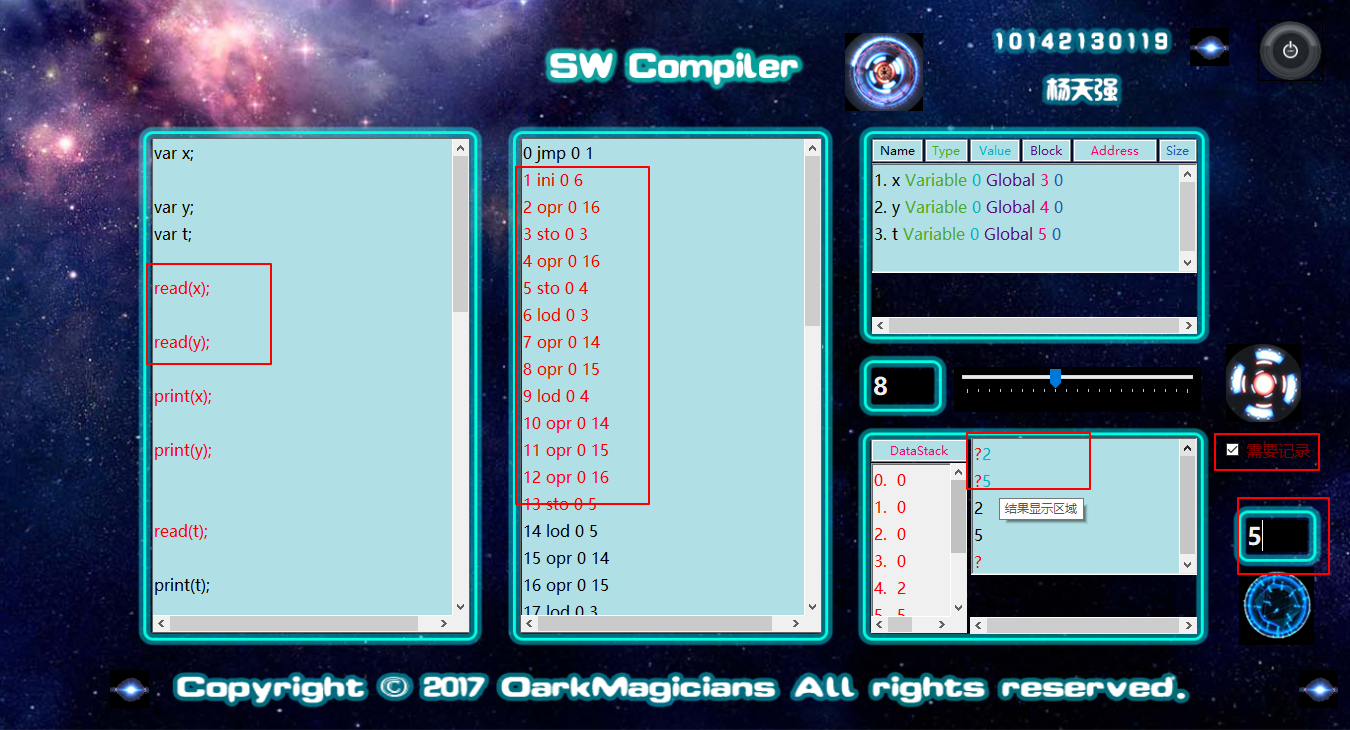 SW Compiler
10142130119
杨天强
var x;
var y;
var t;
read(x);
read(y);
print(x);
print(y);
read(t);
print(t);
0 jmp 0 1
1 ini 0 6
2 opr 0 16
3 sto 0 3
4 opr 0 16
5 sto 0 4
6 lod 0 3
7 opr 0 14
8 opr 0 15
9 lod 0 4
10 opr 0 14
11 opr 0 15
12 opr 0 16
13 sto 0 5
14 lod 0 5
15 opr 0 14
16 opr 0 15
17 lod 0 3
Name Type Value Block Address Size
1. x Variable 0 Global 3 0
2. y Variable 0 Global 4 0
3. t Variable 0 Global 5 0
8
DataStack
0. 0
1. 0
2. 0
3. 0
4. 2
5. 5
?2
?5
2
结果显示区域
5
?
需要记录
5
Copyright © 2017 OarkMagicians All rights reserved.